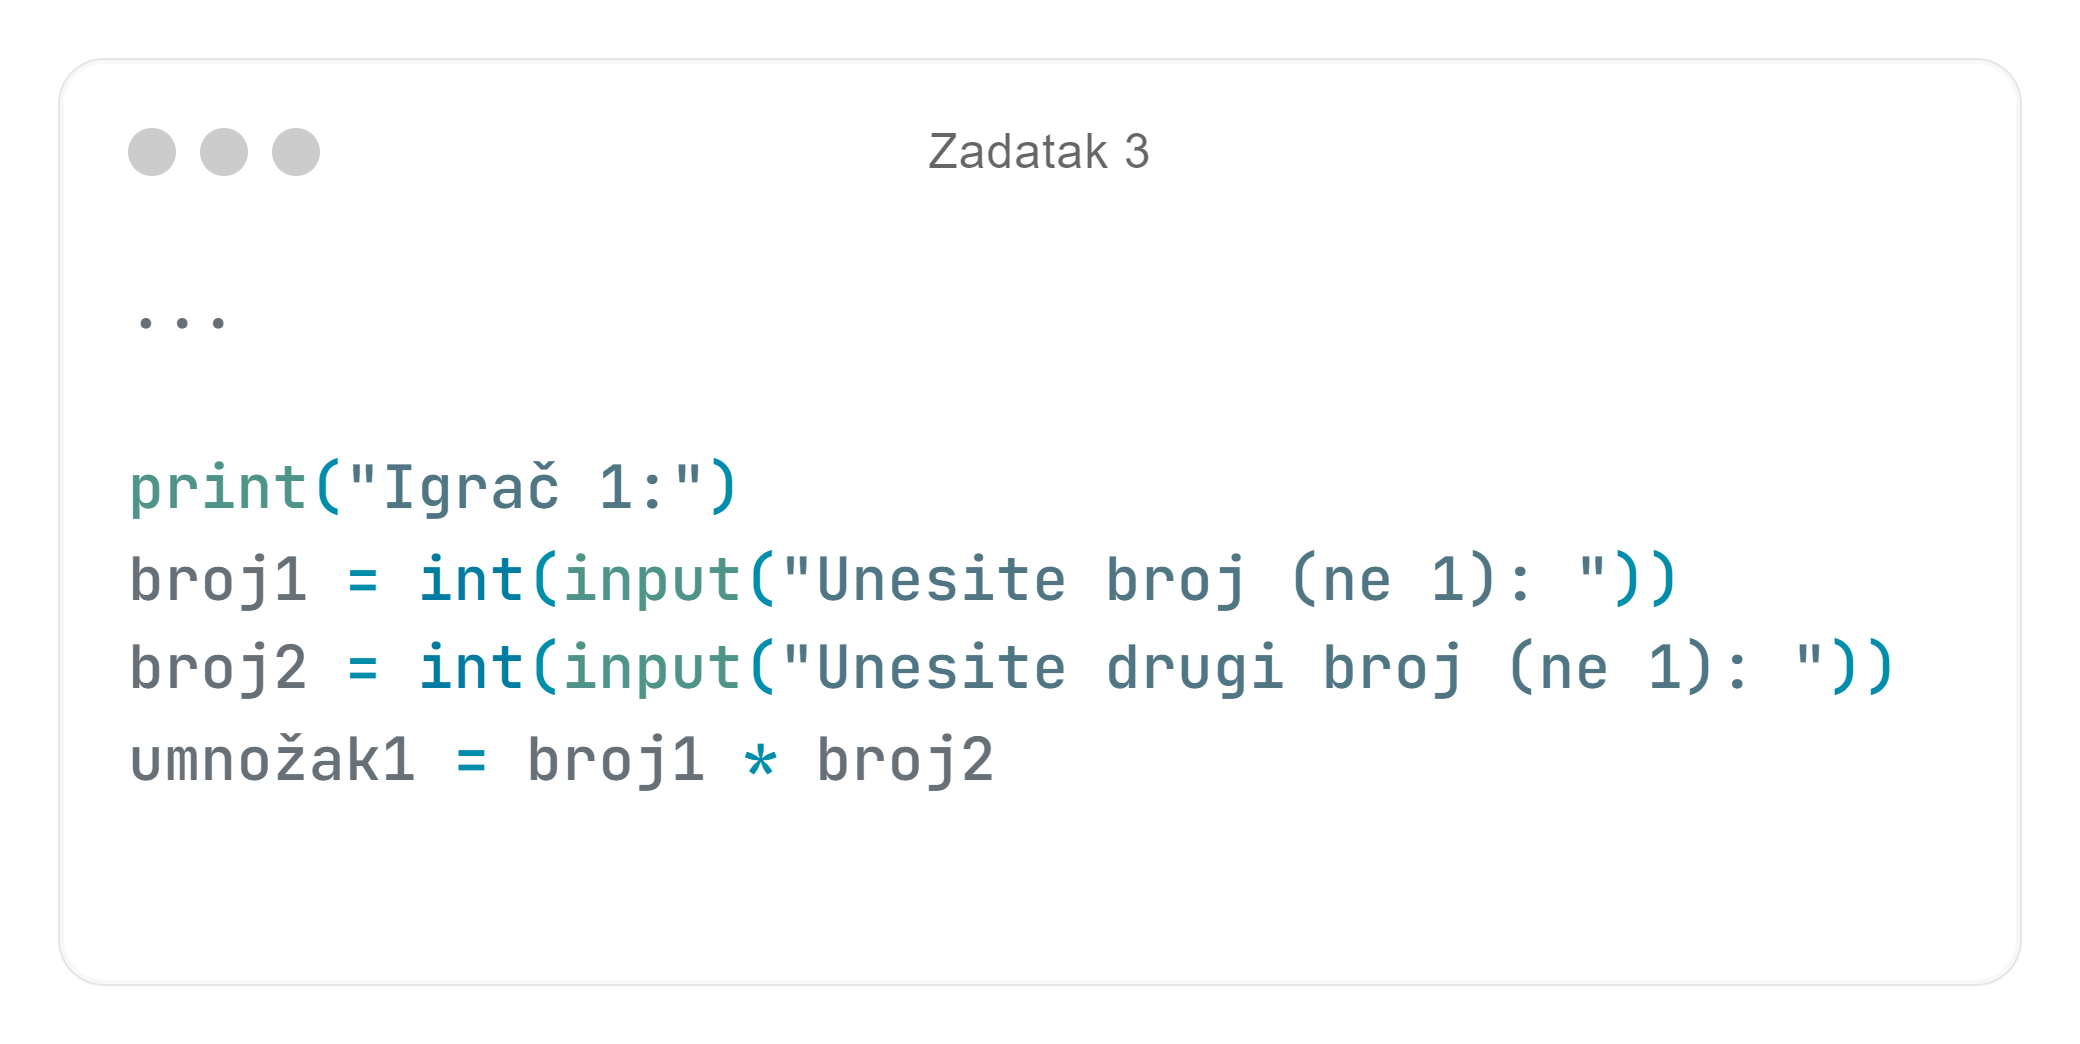 Zadatak 3
...
print("Igrač 1:")
broj1 = int(input("Unesite broj (ne 1): "))
broj2 = int(input("Unesite drugi broj (ne 1): "))
umnožak1 = broj1 * broj2